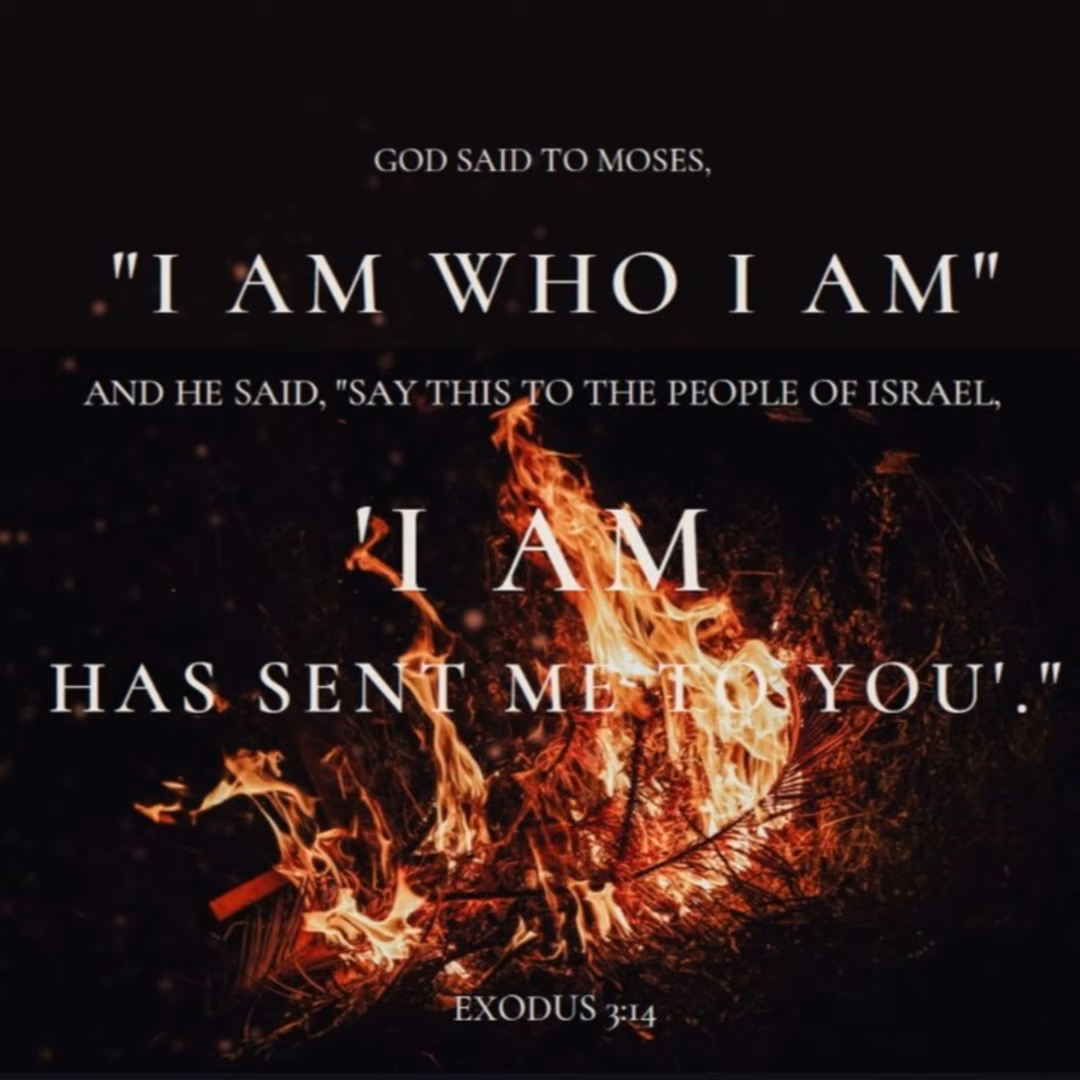 GOD SAID TO MOSES,
"I AM WHO I AM"
AND HE SAID, "SAY THIS TO THE PEOPLE OF ISRAEL,
'I AM
HAS SENT ME TO YOU'."
EXODUS 3:14